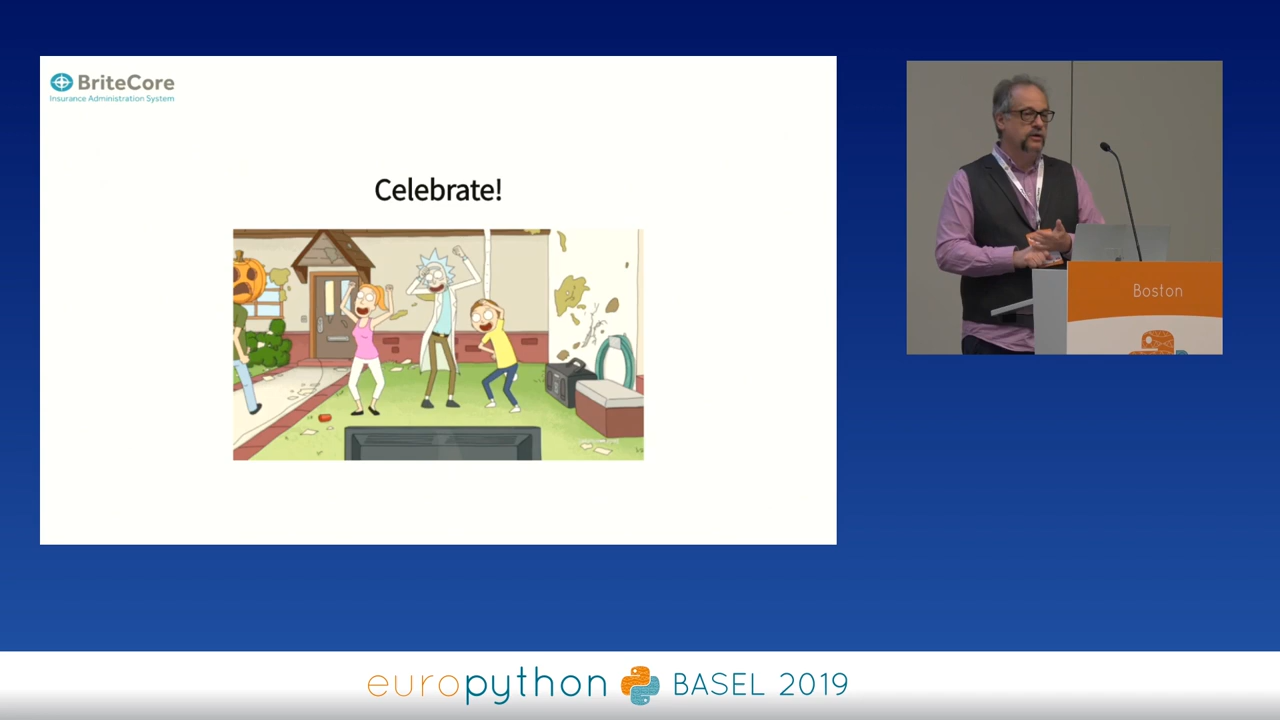 BriteCore
Insurance Administration System
Celebrate!
Boston
europython BASEL 2019